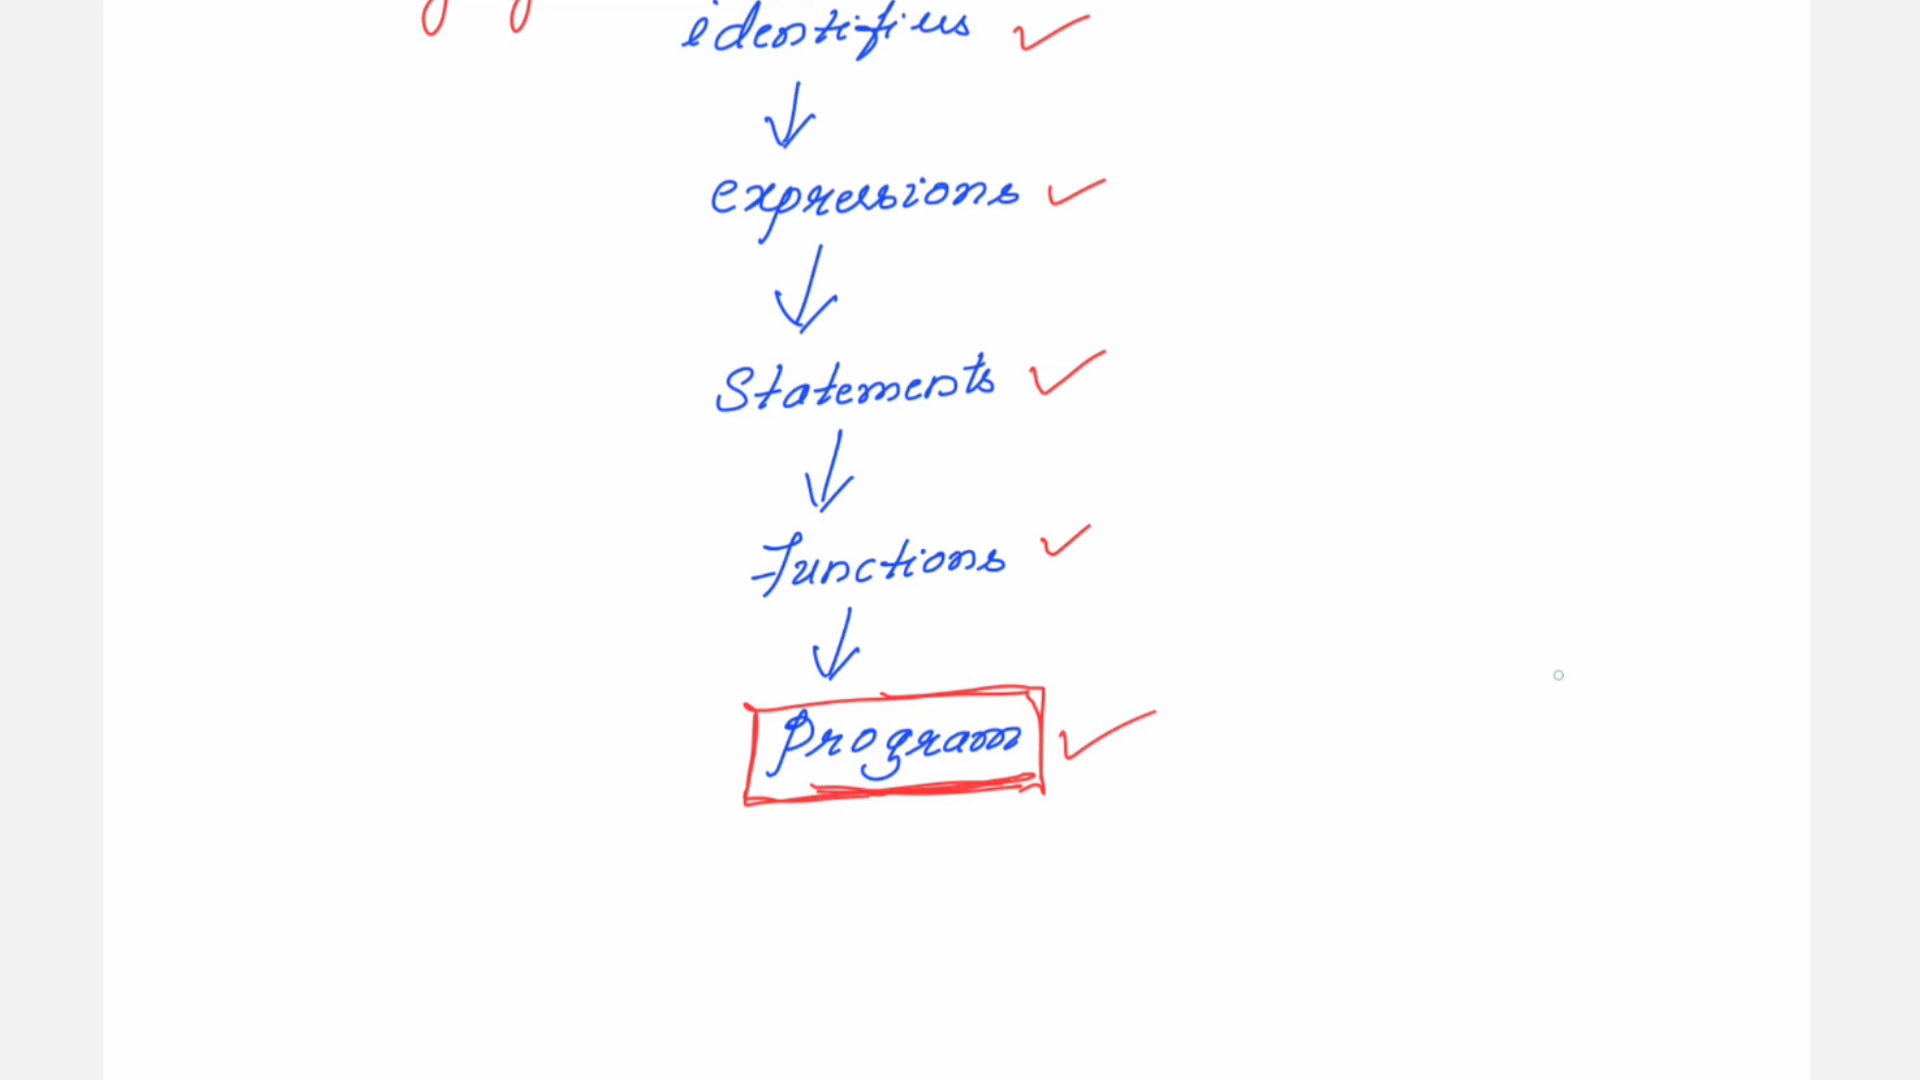 identifiers
expressions
Statements
functions
Program